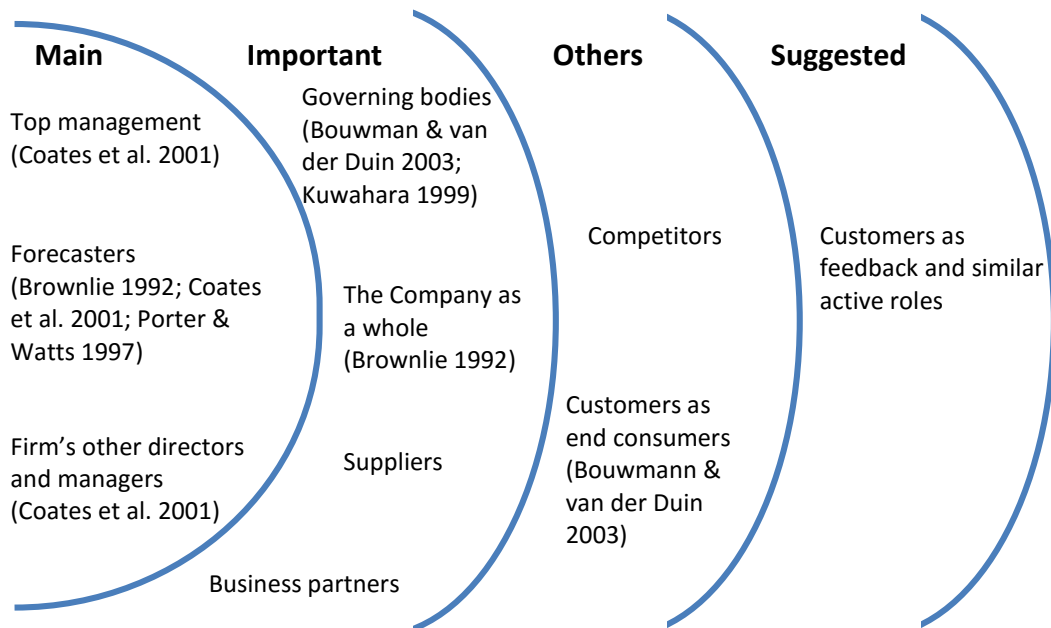 Main
Important
Others
Suggested
Top management
(Coates et al. 2001)
Forecasters
(Brownlie 1992; Coates
et al. 2001; Porter &
Watts 1997)
Firm’s other directors
and managers
(Coates et al. 2001)
Governing bodies
(Bouwman & van
der Duin 2003;
Kuwahara 1999)
The Company as
a whole
(Brownlie 1992)
Suppliers
Business partners
Competitors
Customers as
end consumers
(Bouwmann &
van der Duin
2003)
Customers as
feedback and similar
active roles